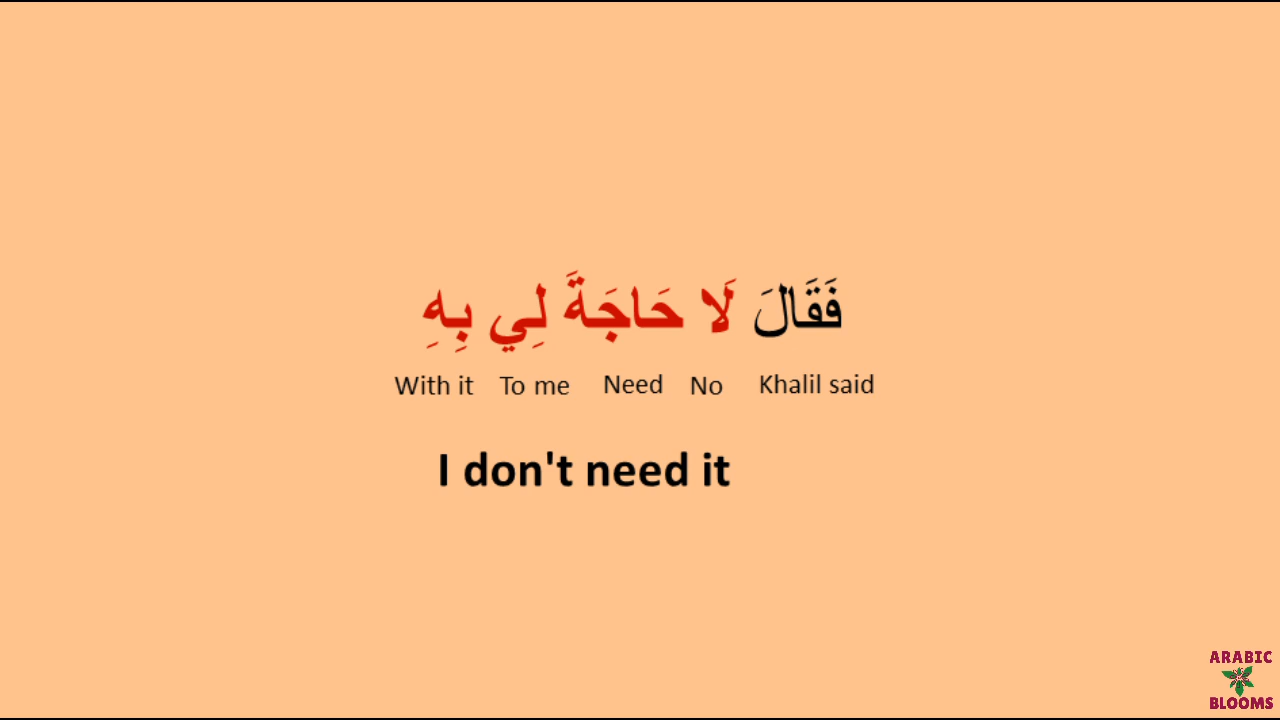 فَقَالَ لَا حَاجَةَ لِي بِهِ
With it To me Need No Khalil said
I don't need it
ARABIC
BLOOMS